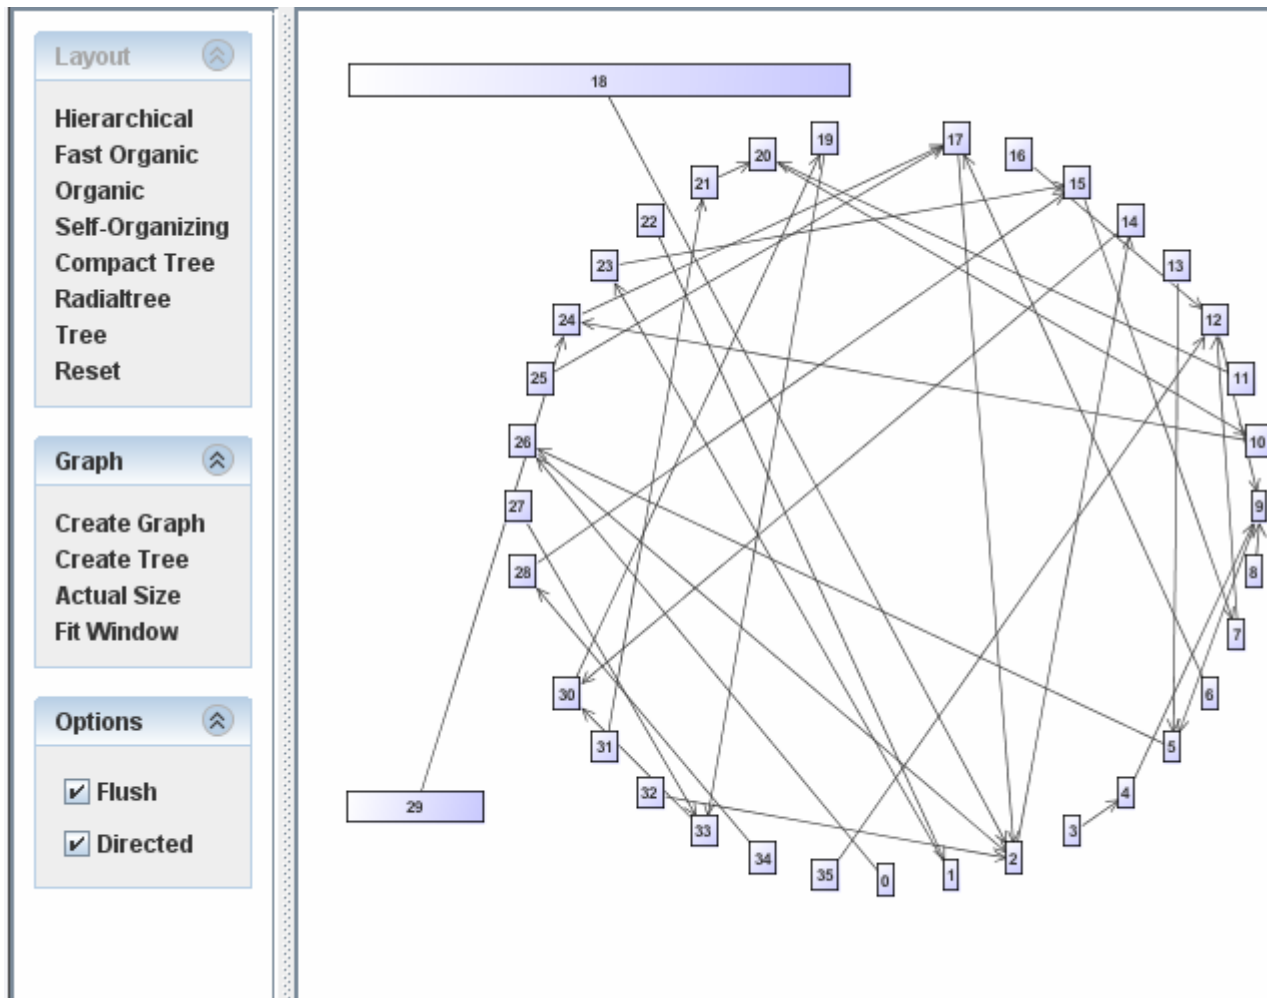 Layout
Hierarchical
Fast Organic
Organic
Self-Organizing
Compact Tree
Radialtree
Tree
Reset
Graph
Create Graph
Create Tree
Actual Size
Fit Window
Options
Flush
Directed
18
19
17
16
20
15
21
14
22
13
23
12
24
11
25
10
26
9
27
8
28
7
6
30
5
31
4
32
29
3
33
2
34
1
35
0